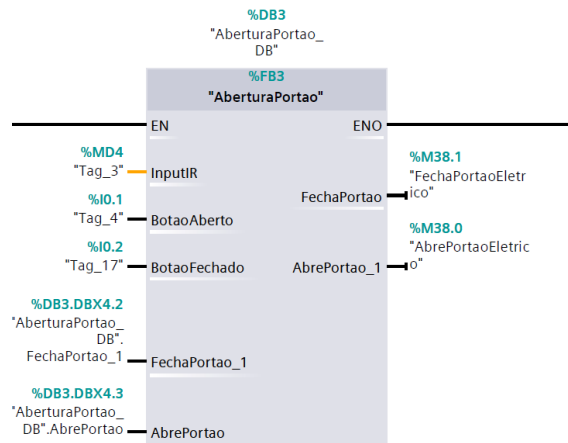 %DB3
"AberturaPortao_
DB"
%FB3
"AberturaPortao"
EN
ENO
%MD4
"Tag_3"
InputIR
%M38.1
"FechaPortaoEletr
ico"
FechaPortao
%I0.1
"Tag_4"
BotaoAberto
%M38.0
"AbrePortaoEletric
o"
AbrePortao_1
%I0.2
"Tag_17"
BotaoFechado
%DB3.DBX4.2
"AberturaPortao_
DB".
FechaPortao_1
FechaPortao_1
%DB3.DBX4.3
"AberturaPortao_
DB".AbrePortao
AbrePortao